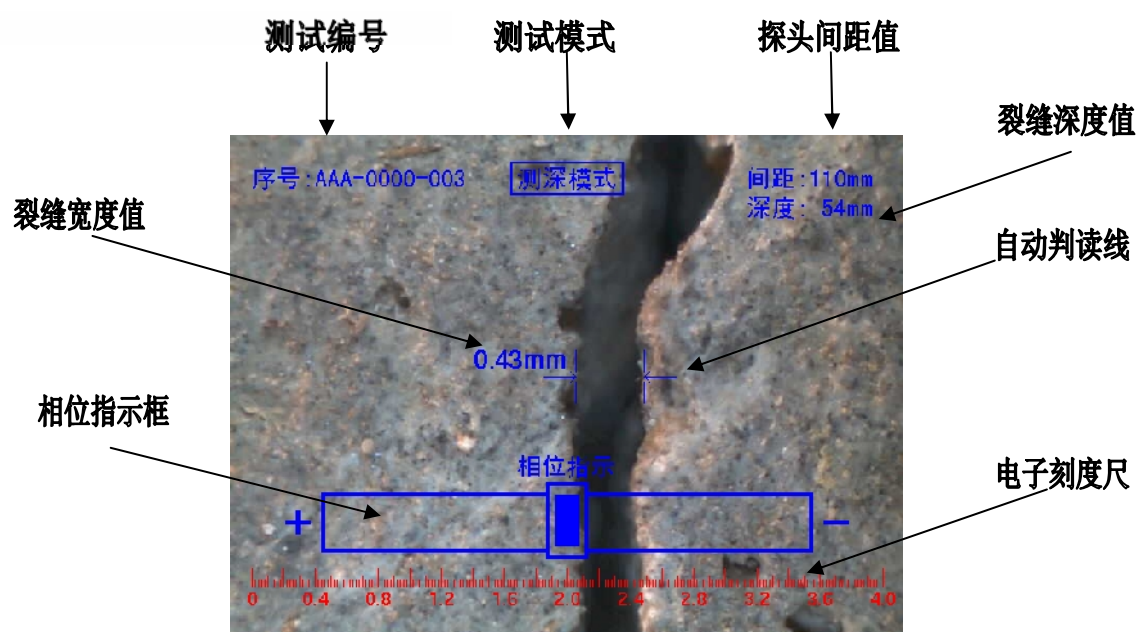 测试编号 测试模式 探头间距值
裂缝深度值
序号:AAA-0000-003 测深模式 间距:110mm
深度: 54mm
裂缝宽度值
自动判读线
0.43mm
相位指示框
相位指示
电子刻度尺
+ −
0 0.4 0.8 1.2 1.6 2.0 2.4 2.8 3.2 3.6 4.0